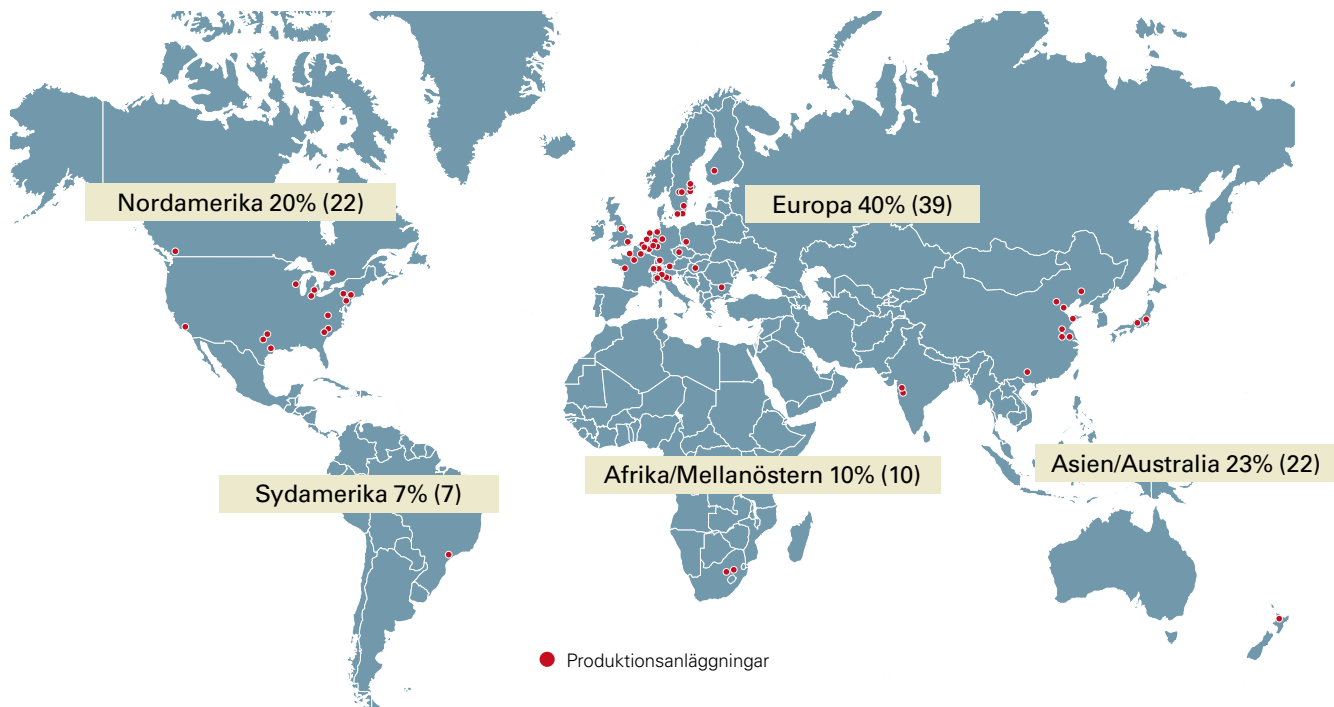 Nordamerika 20% (22)
Europa 40% (39)
Asien/Australia 23% (22)
Afrika/Mellanöstern 10% (10)
Sydamerika 7% (7)
Produktionsanläggningar